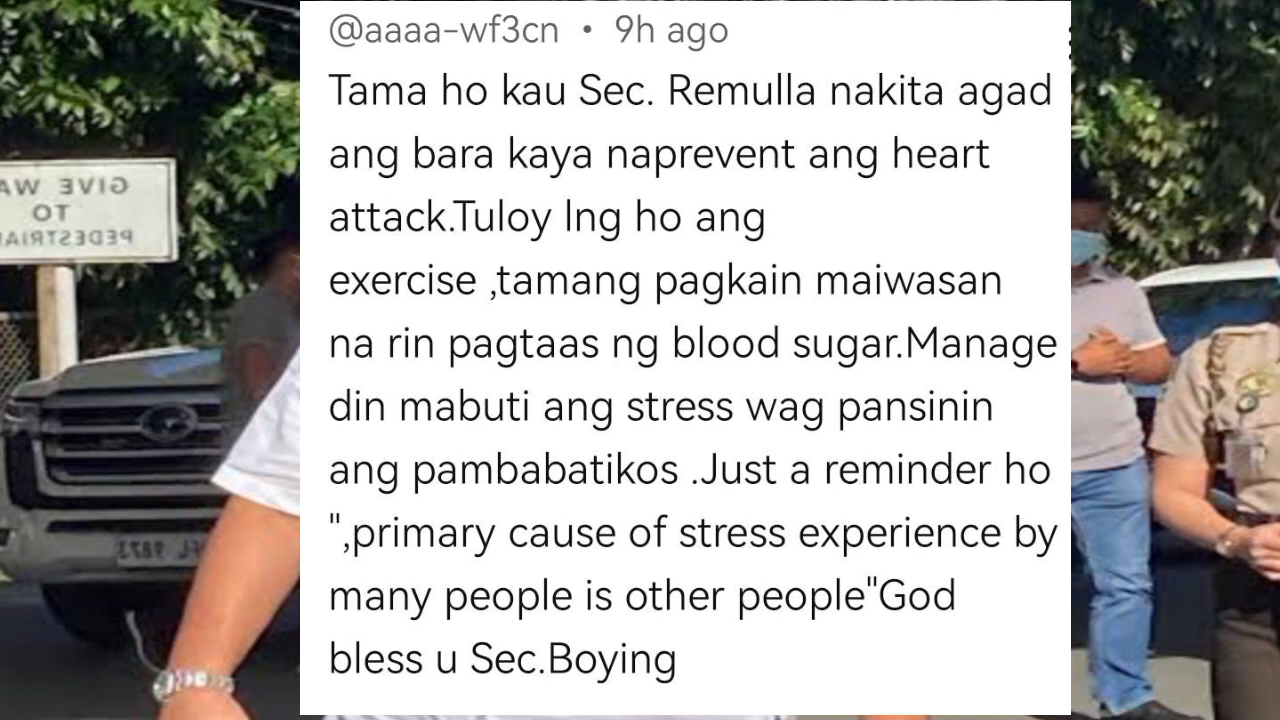 @aaaa-wf3cn • 9h ago
Tama ho kau Sec. Remulla nakita agad
ang bara kaya naprevent ang heart
attack.Tuloy lng ho ang
exercise ,tamang pagkain maiwasan
na rin pagtaas ng blood sugar.Manage
din mabuti ang stress wag pansinin
ang pambabatikos .Just a reminder ho
",primary cause of stress experience by
many people is other people"God
bless u Sec.Boying
GIVE WA
TO
PEDESTRIA